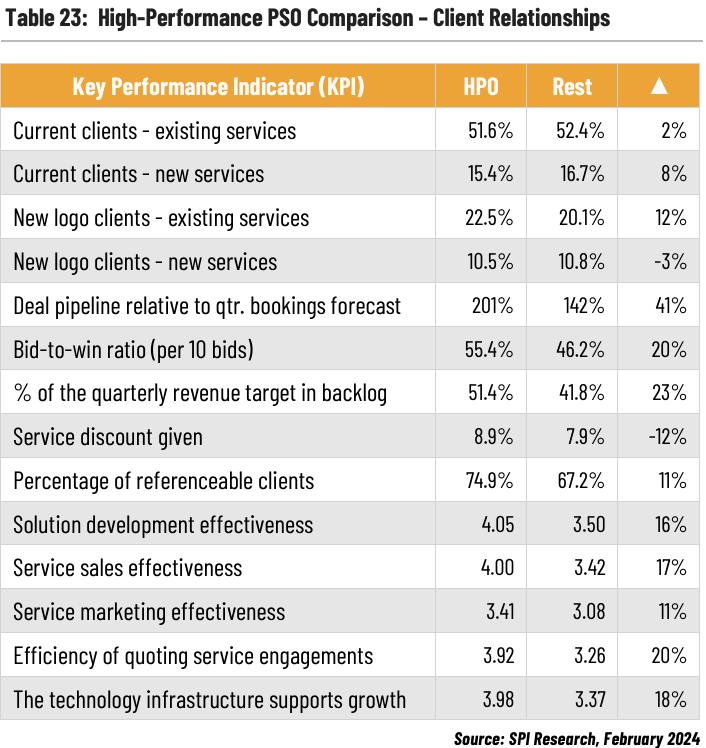 Table 23: High-Performance PSO Comparison – Client Relationships
Key Performance Indicator (KPI) HPO Rest ▲
Current clients - existing services 51.6% 52.4% 2%
Current clients - new services 15.4% 16.7% 8%
New logo clients - existing services 22.5% 20.1% 12%
New logo clients - new services 10.5% 10.8% -3%
Deal pipeline relative to qtr. bookings forecast 201% 142% 41%
Bid-to-win ratio (per 10 bids) 55.4% 46.2% 20%
% of the quarterly revenue target in backlog 51.4% 41.8% 23%
Service discount given 8.9% 7.9% -12%
Percentage of referenceable clients 74.9% 67.2% 11%
Solution development effectiveness 4.05 3.50 16%
Service sales effectiveness 4.00 3.42 17%
Service marketing effectiveness 3.41 3.08 11%
Efficiency of quoting service engagements 3.92 3.26 20%
The technology infrastructure supports growth 3.98 3.37 18%
Source: SPI Research, February 2024